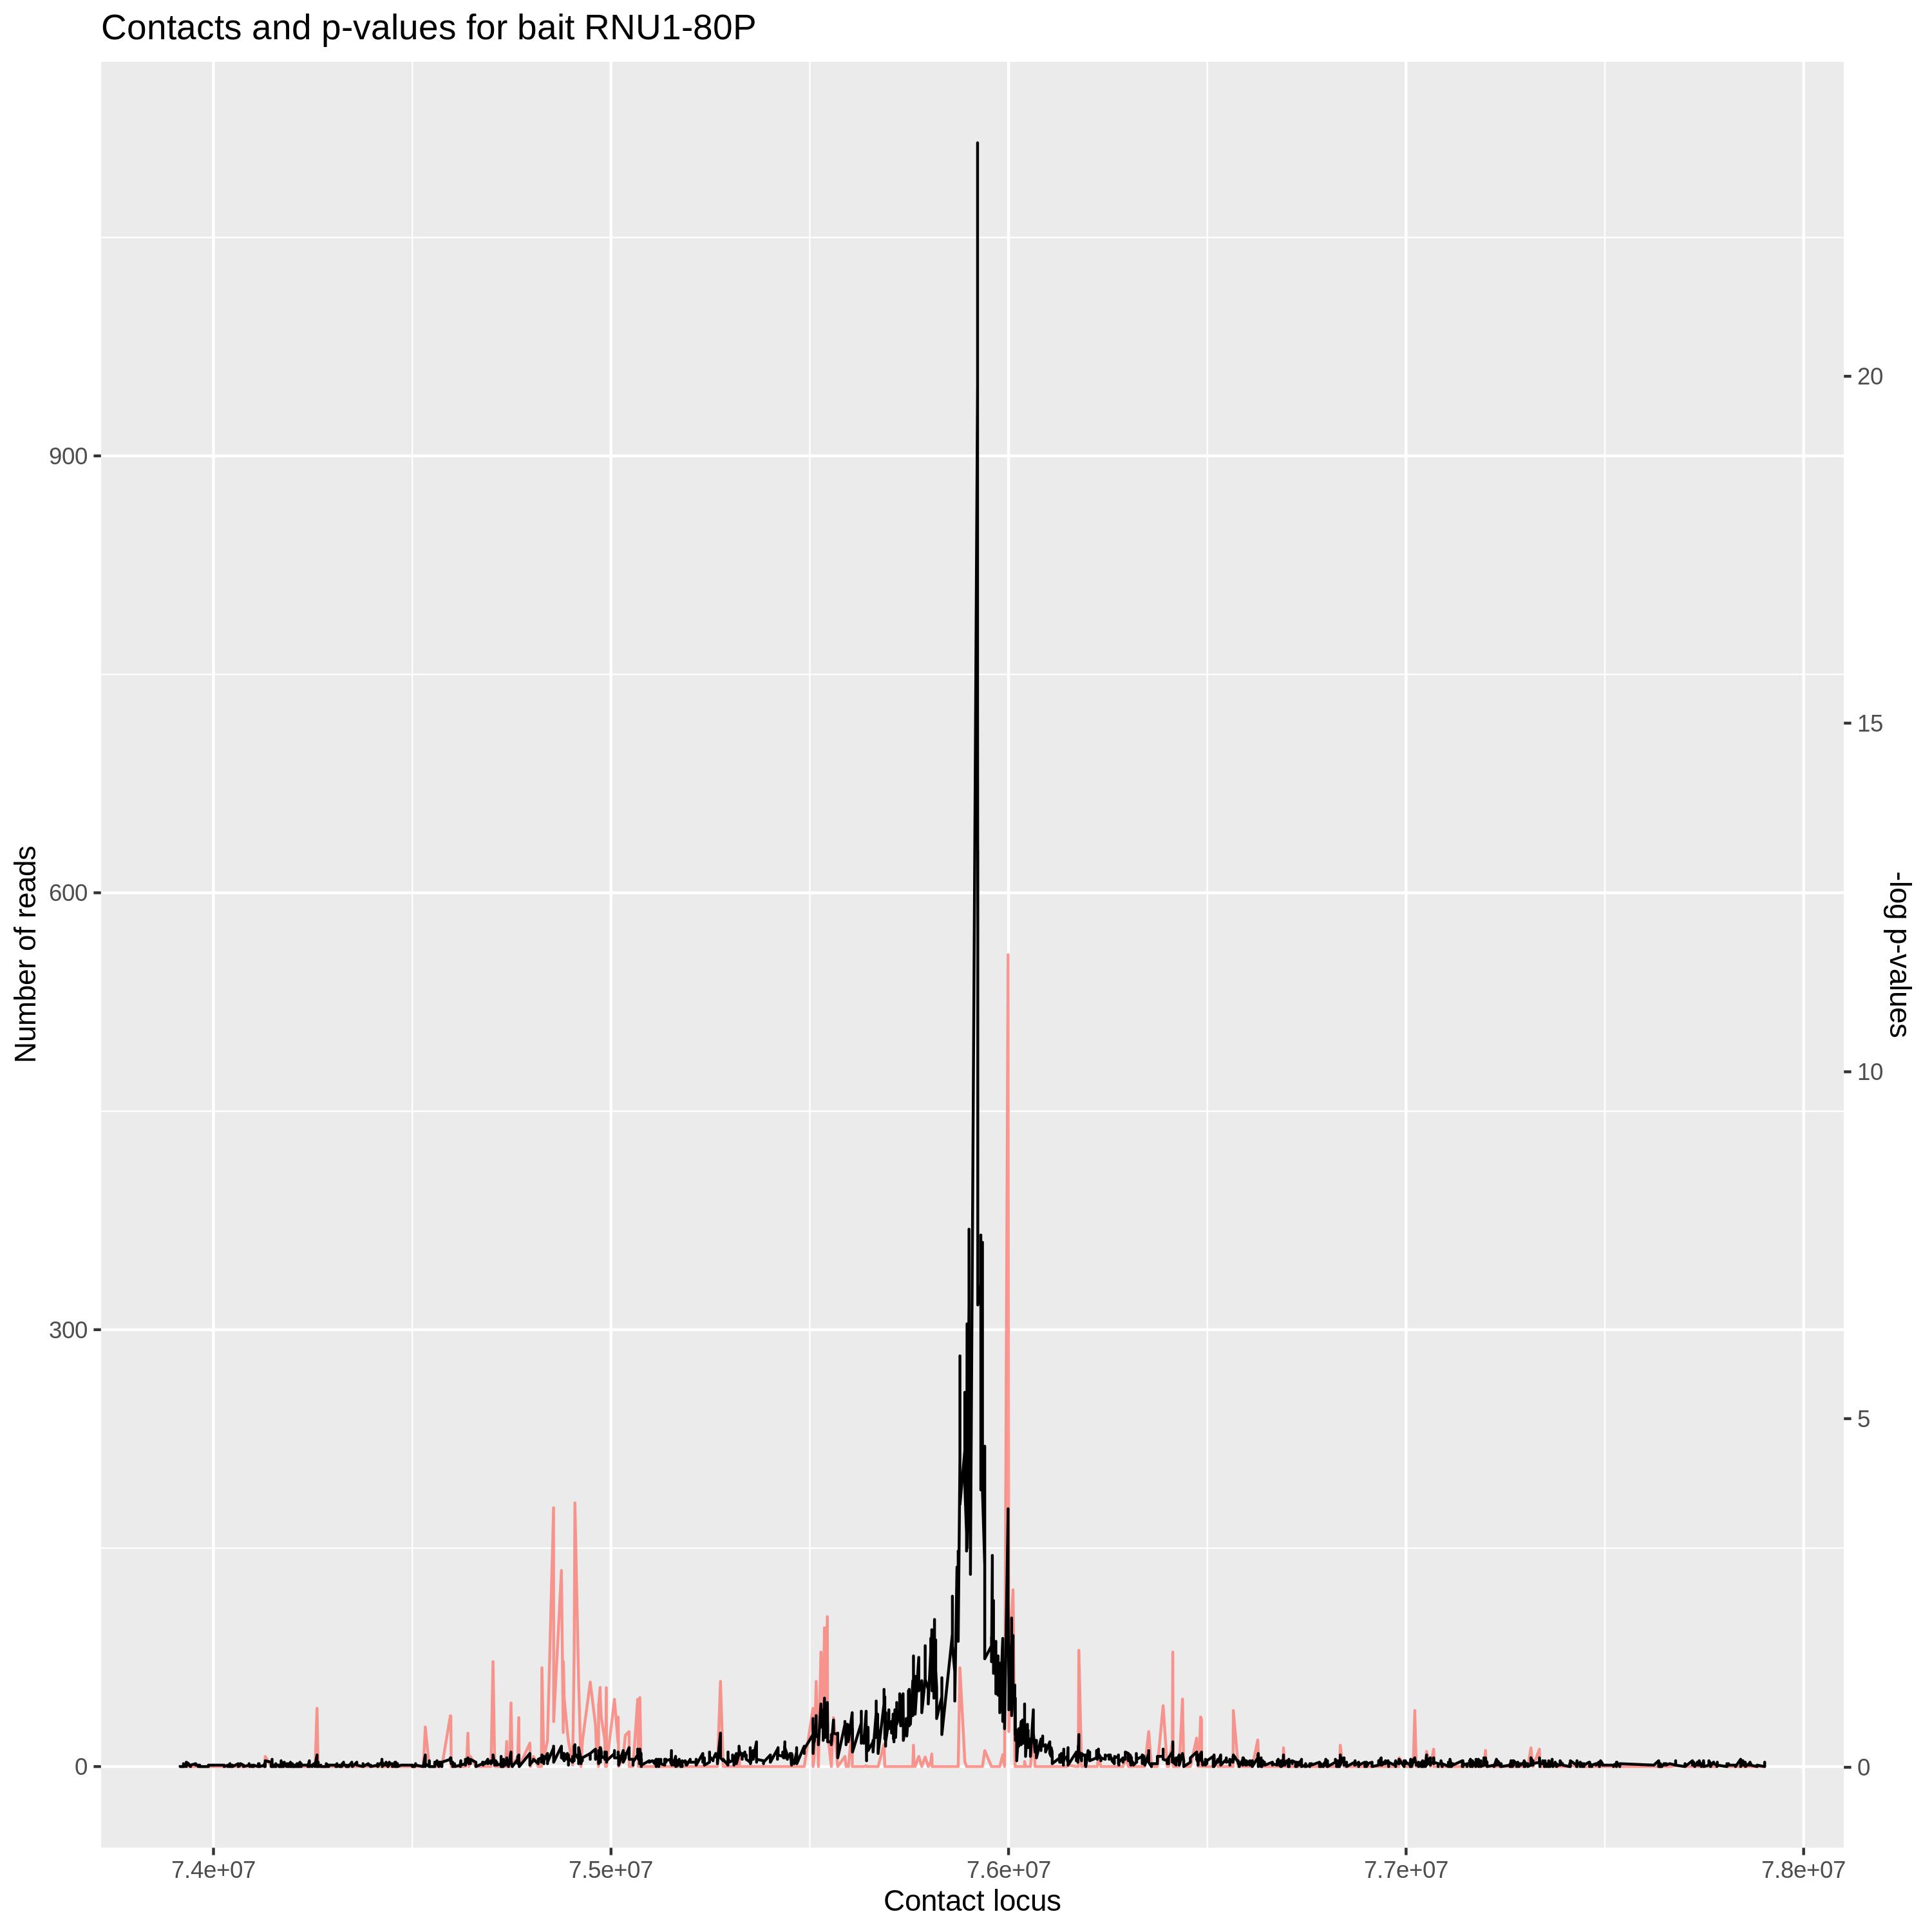 Contacts and p-values for bait RNU1-80P
900
600
300
0
Number of reads
20
15
10
5
0
-log p-values
7.4e+07 7.5e+07 7.6e+07 7.7e+07 7.8e+07
Contact locus